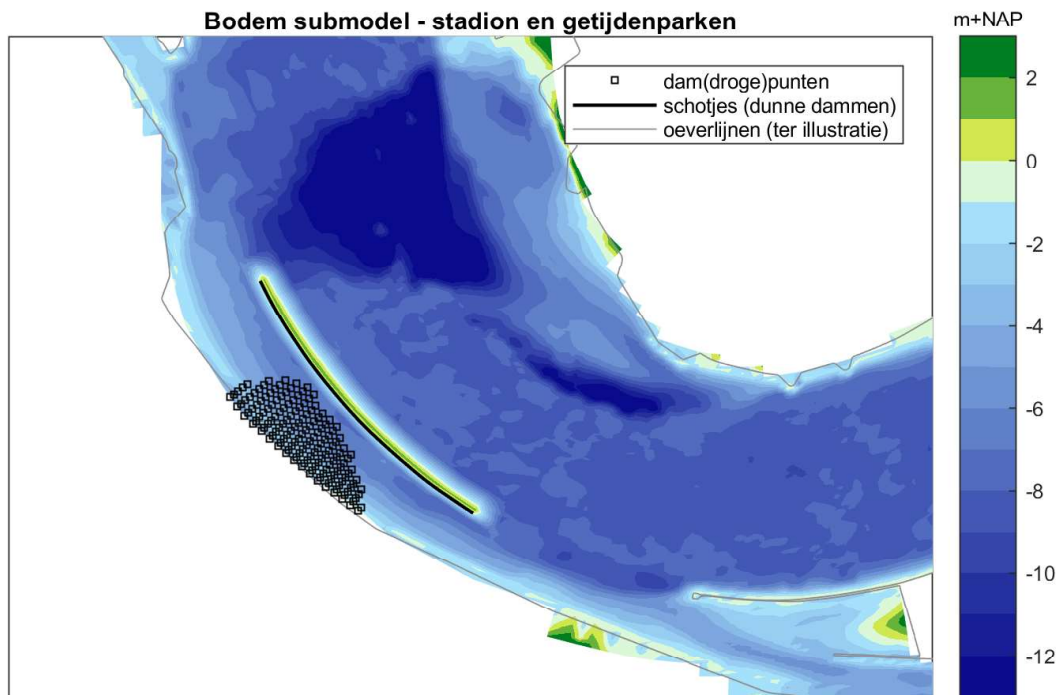 Bodem submodel - stadion en getijdenparken
m+NAP
dam(droge)punten
schotjes (dunne dammen)
oeverlijnen (ter illustratie)
2
0
-2
-4
-6
-8
-10
-12